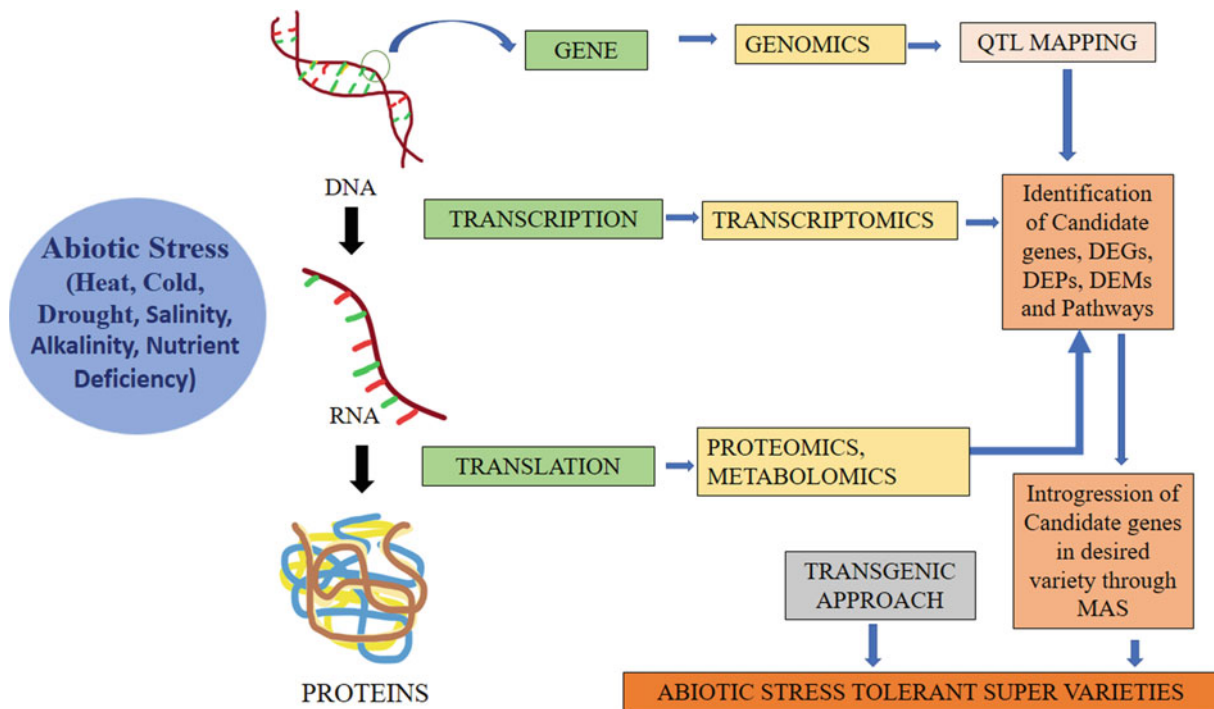 GENE
GENOMICS
QTL MAPPING
DNA
TRANSCRIPTION
TRANSCRIPTOMICS
Identification
of Candidate
genes, DEGs,
DEPs, DEMs
and Pathways
Abiotic Stress
(Heat, Cold,
Drought, Salinity,
Alkalinity, Nutrient
Deficiency)
RNA
TRANSLATION
PROTEOMICS,
METABOLOMICS
Introgression of
Candidate genes
in desired
variety through
MAS
TRANSGENIC
APPROACH
PROTEINS
ABIOTIC STRESS TOLERANT SUPER VARIETIES